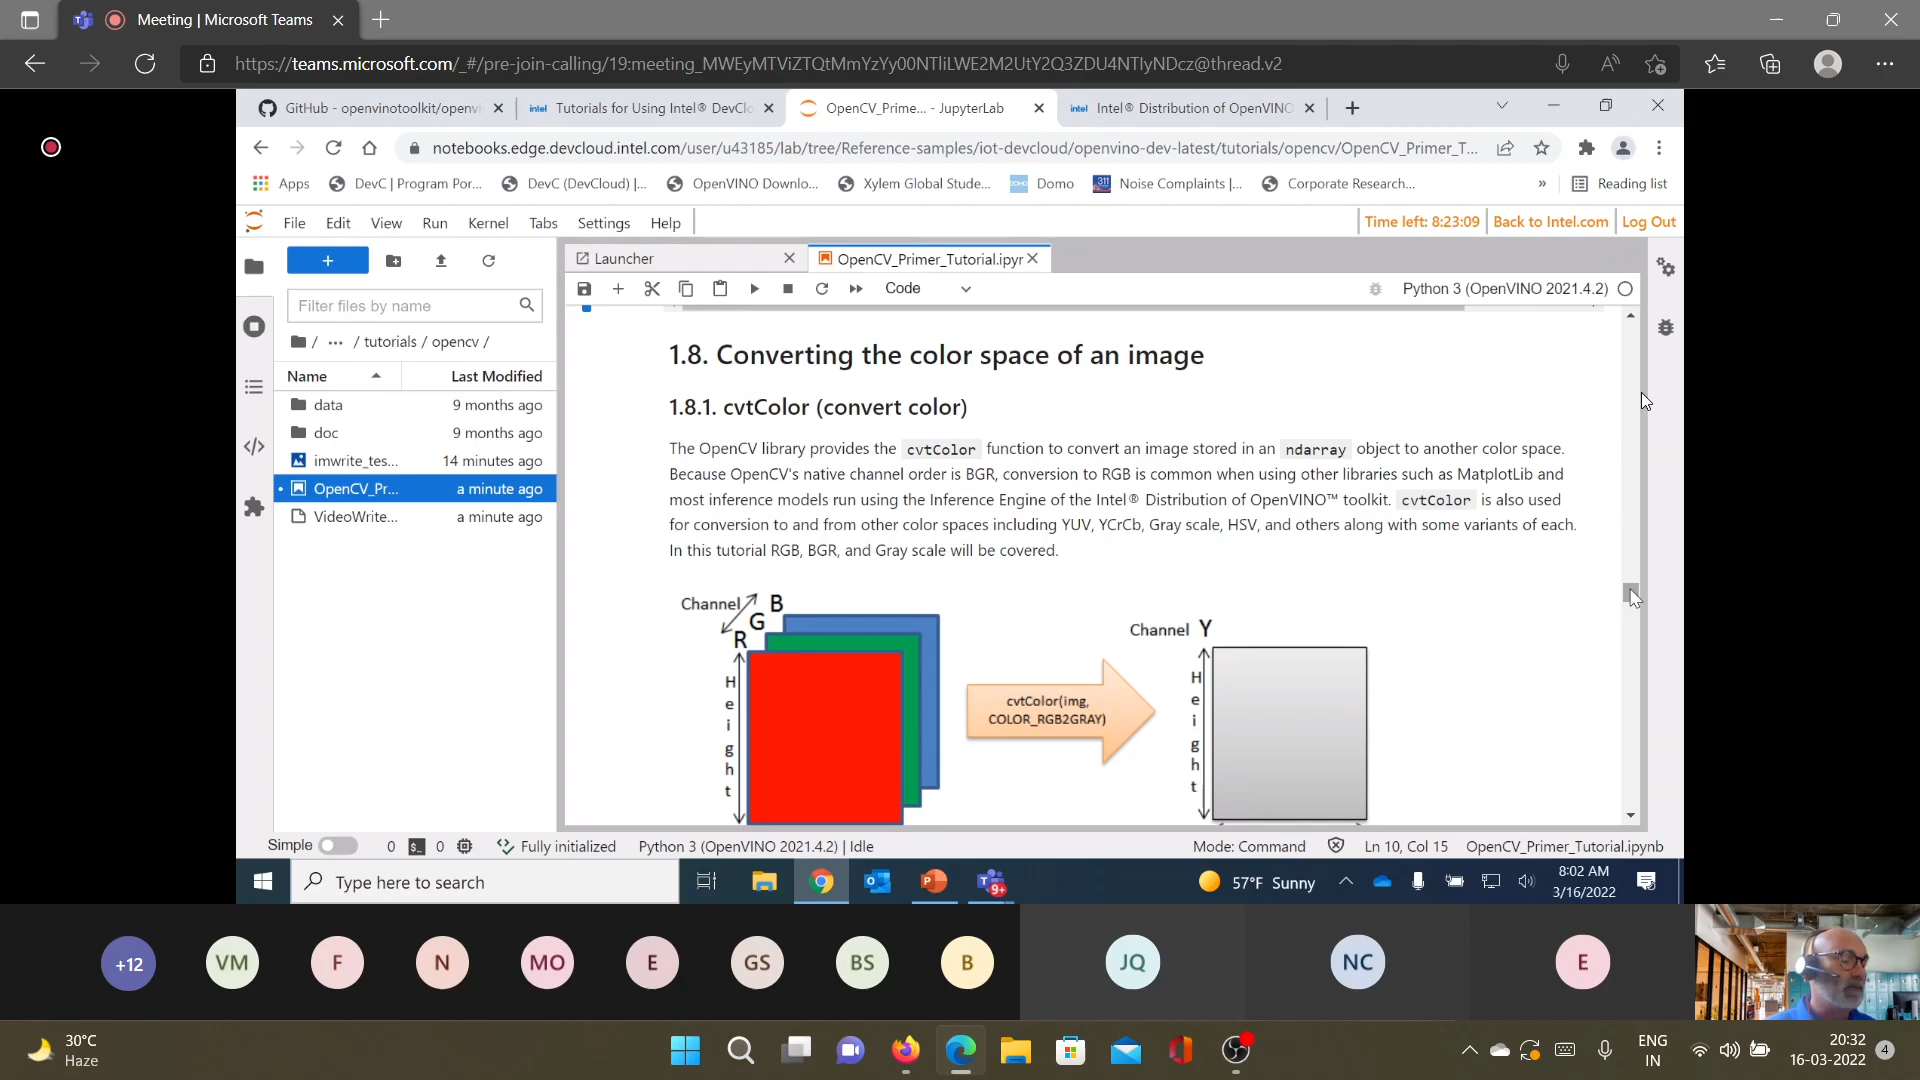 Meeting | Microsoft Teams
https://teams.microsoft.com/_#/pre-join-calling/19:meeting_MWEyMTViZTQtMmYzYy00NTliLWE2M2UtY2Q3ZDU4NTIyNDcz@thread.v2
GitHub - openvinotoolkit/openvi
intel Tutorials for Using Intel® DevClo
OpenCV_Prime... - JupyterLab
intel Intel® Distribution of OpenVINO
notebooks.edge.devcloud.intel.com/user/u43185/lab/tree/Reference-samples/iot-devcloud/openvino-dev-latest/tutorials/opencv/OpenCV_Primer_T...
Apps DevC | Program Por... DevC (DevCloud) |... OpenVINO Downlo... Xylem Global Stude... DOMO Domo 311 Noise Complaints |... Corporate Research... » Reading list
File Edit View Run Kernel Tabs Settings Help
Time left: 8:23:09 Back to Intel.com Log Out
Launcher
OpenCV_Primer_Tutorial.ipyr
Code
Python 3 (OpenVINO 2021.4.2)
Filter files by name
/ ... / tutorials / opencv /
Name Last Modified
data 9 months ago
doc 9 months ago
imwrite_tes... 14 minutes ago
OpenCV_Pr... a minute ago
VideoWrite... a minute ago
1.8. Converting the color space of an image
1.8.1. cvtColor (convert color)
The OpenCV library provides the cvtColor function to convert an image stored in an ndarray object to another color space.
Because OpenCV's native channel order is BGR, conversion to RGB is common when using other libraries such as MatplotLib and
most inference models run using the Inference Engine of the Intel® Distribution of OpenVINO™ toolkit. cvtColor is also used
for conversion to and from other color spaces including YUV, YCrCb, Gray scale, HSV, and others along with some variants of each.
In this tutorial RGB, BGR, and Gray scale will be covered.
Channel
B
G
R
Height
cvtColor(img,
COLOR_RGB2GRAY)
Channel Y
Height
Simple 0 $_ 0 Fully initialized Python 3 (OpenVINO 2021.4.2) | Idle
Mode: Command Ln 10, Col 15 OpenCV_Primer_Tutorial.ipynb
Type here to search
9+
57°F Sunny
8:02 AM
3/16/2022
+12 VM F N MO E GS BS B JQ NC E
30°C
Haze
ENG
IN
20:32
16-03-2022
4